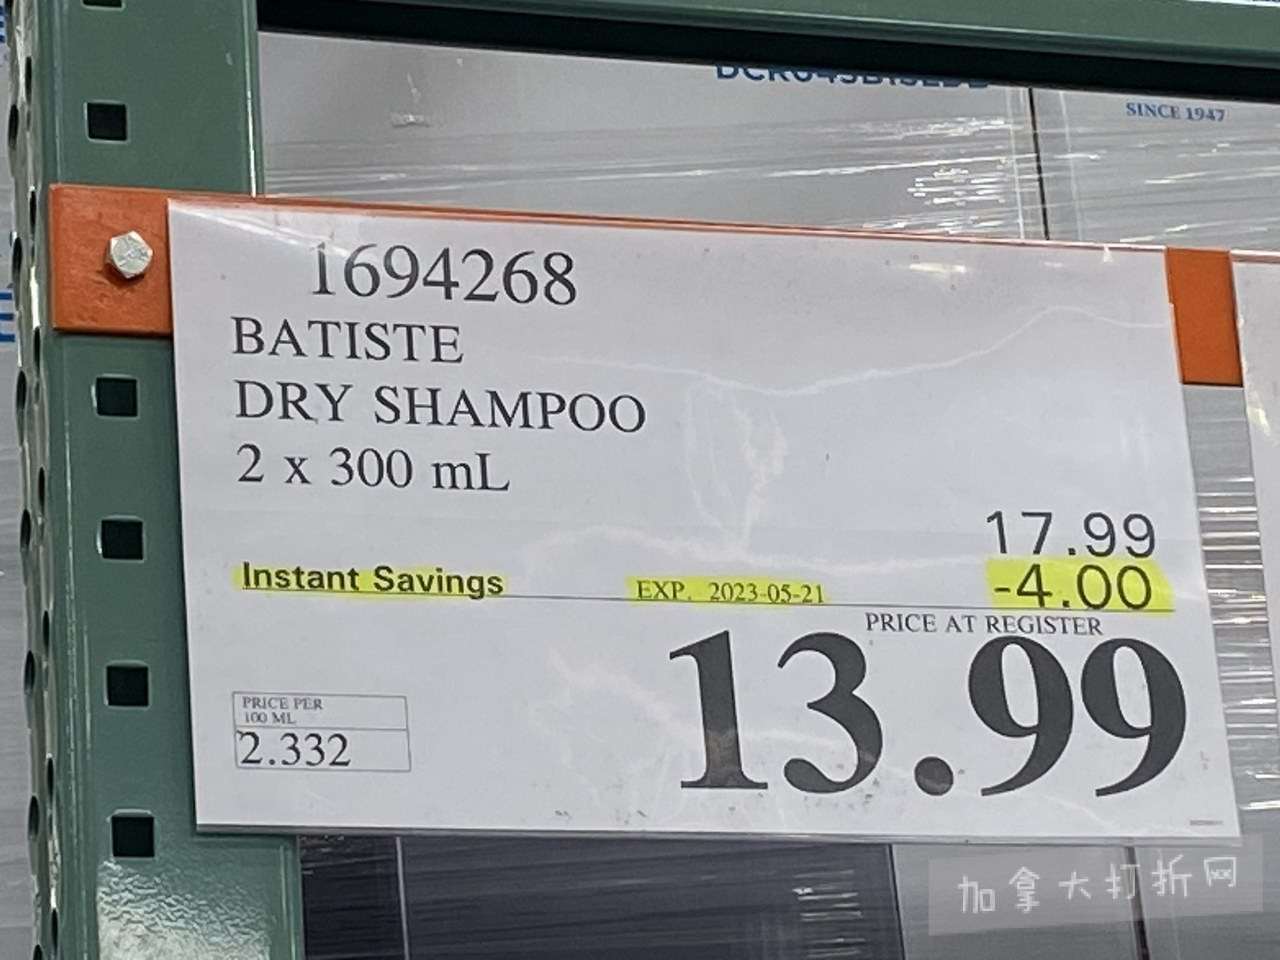 SINCE 1947
1694268
BATISTE
DRY SHAMPOO
2 x 300 mL
17.99
Instant Savings EXP. 2023-05-21 -4.00
PRICE AT REGISTER
13.99
PRICE PER
100 ML
2.332
加拿大打折网